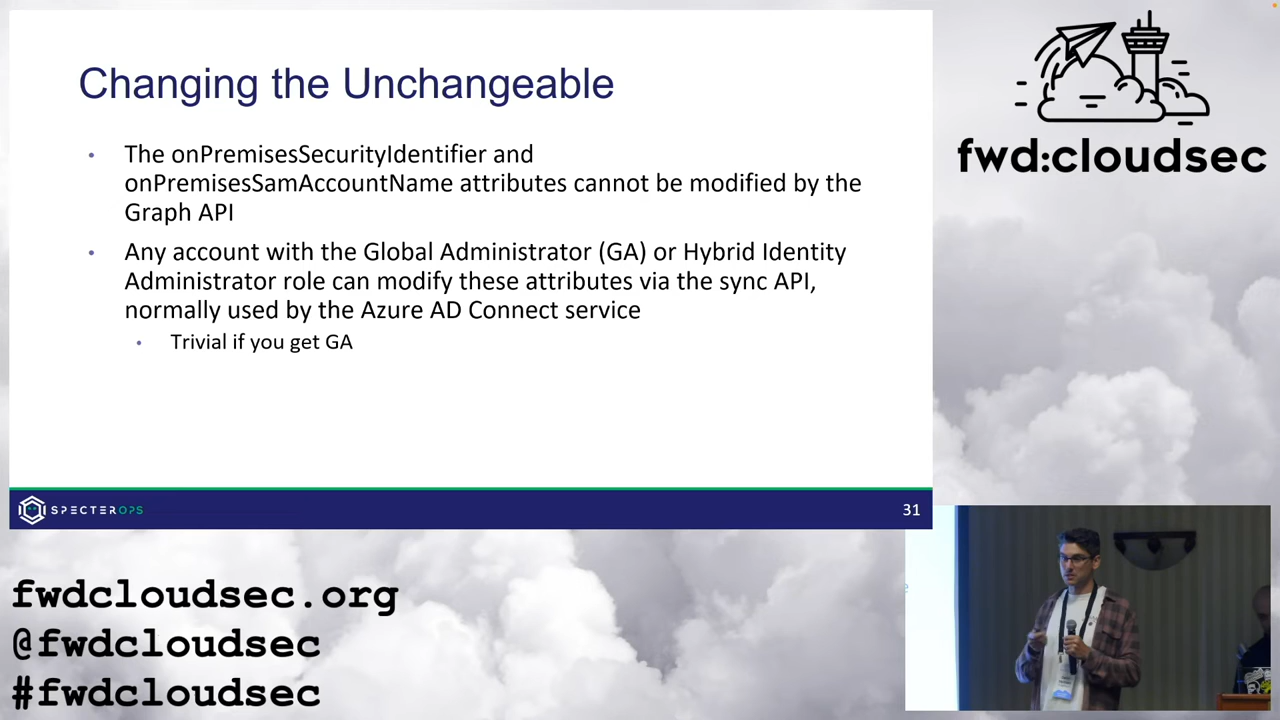 Changing the Unchangeable
• The onPremisesSecurityIdentifier and
onPremisesSamAccountName attributes cannot be modified by the
Graph API
• Any account with the Global Administrator (GA) or Hybrid Identity
Administrator role can modify these attributes via the sync API,
normally used by the Azure AD Connect service
• Trivial if you get GA
SPECTEROPS
31
fwd:cloudsec
fwdcloudsec.org
@fwdcloudsec
#fwdcloudsec